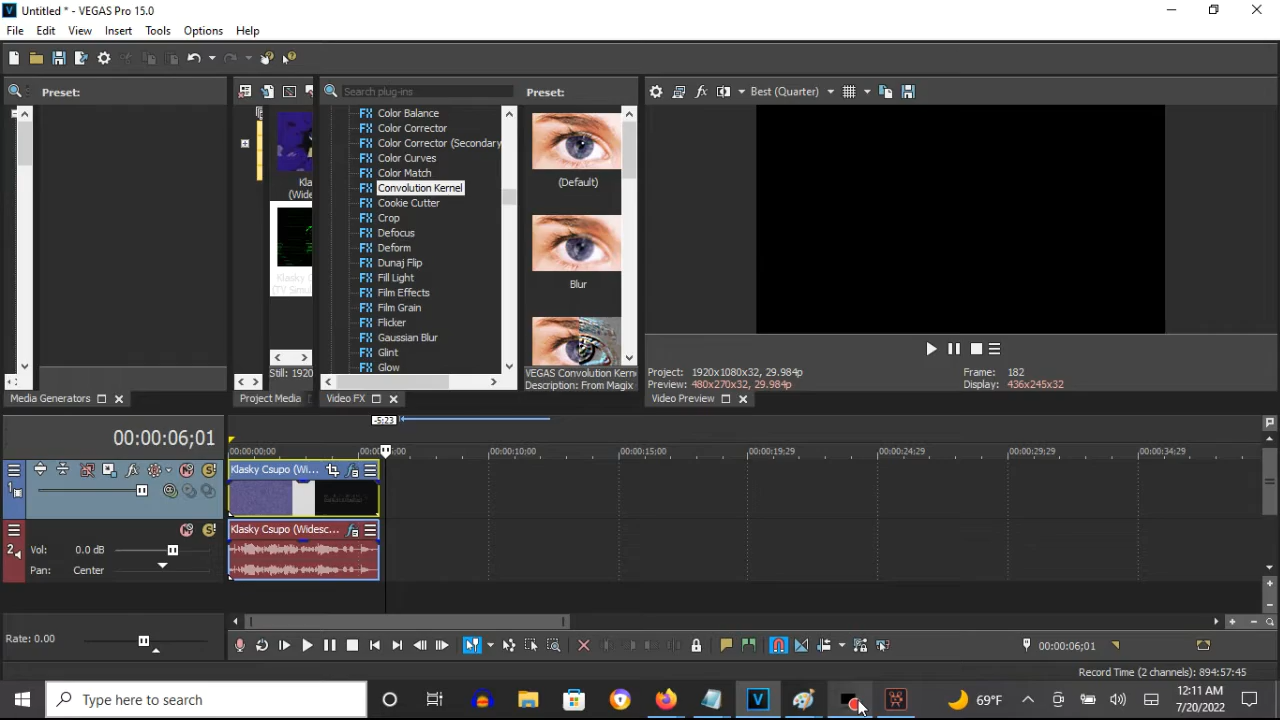 Untitled * - VEGAS Pro 15.0
File Edit View Insert Tools Options Help
Preset:
Search plug-ins
Preset:
Best (Quarter)
Color Balance
Color Corrector
Color Corrector (Secondary
Color Curves
Color Match
Convolution Kernel
Cookie Cutter
Crop
Defocus
Deform
Dunaj Flip
Fill Light
Film Effects
Film Grain
Flicker
Gaussian Blur
Glint
Glow
Kla
(Wide
Klasky C
(TV Simul
Still: 1920
(Default)
Blur
VEGAS Convolution Kern
Description: From Magix
Project: 1920x1080x32, 29.984p
Preview: 480x270x32, 29.984p
Frame: 182
Display: 436x245x32
Media Generators
Project Media
Video FX
Video Preview
-5:23
00:00:06;01
00:00:00:00
00:00:10;00
00:00:15;00
00:00:19;29
00:00:24;29
00:00:29;29
00:00:34;29
1
Klasky Csupo (Wi...
2
Klasky Csupo (Widesc...
Vol: 0.0 dB
Pan: Center
Rate: 0.00
00:00:06;01
Record Time (2 channels): 894:57:45
Type here to search
69°F
12:11 AM
7/20/2022